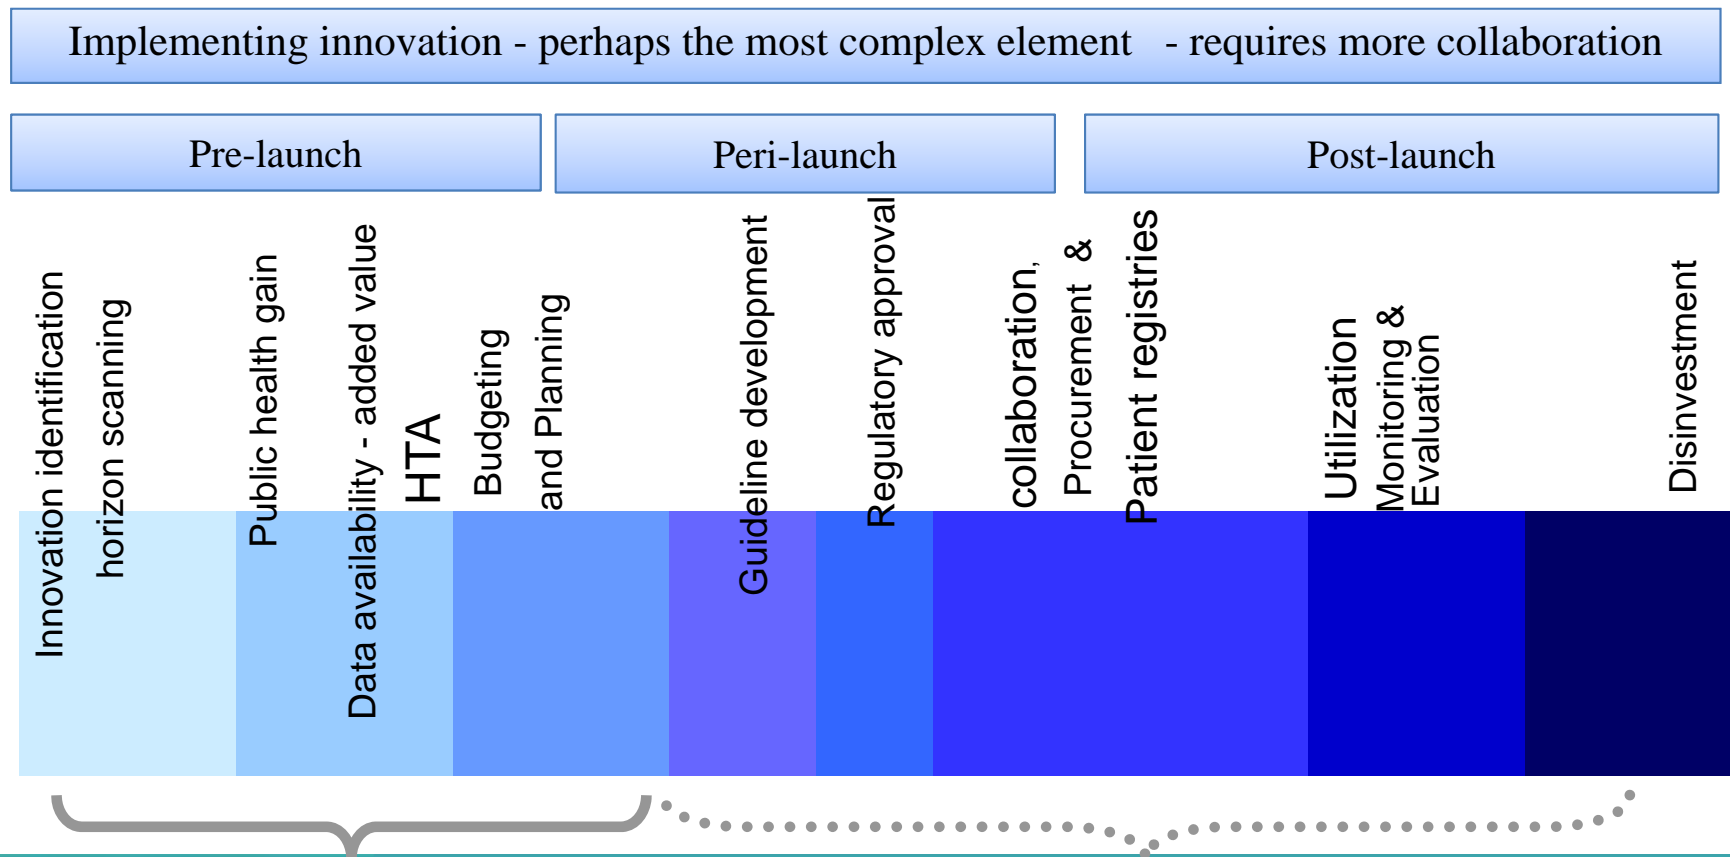 Implementing innovation - perhaps the most complex element - requires more collaboration
Pre-launch
Peri-launch
Post-launch
Innovation identification
horizon scanning
Public health gain
Data availability - added value
HTA
Budgeting
and Planning
Guideline development
Regulatory approval
collaboration,
Procurement &
Patient registries
Utilization
Monitoring &
Evaluation
Disinvestment